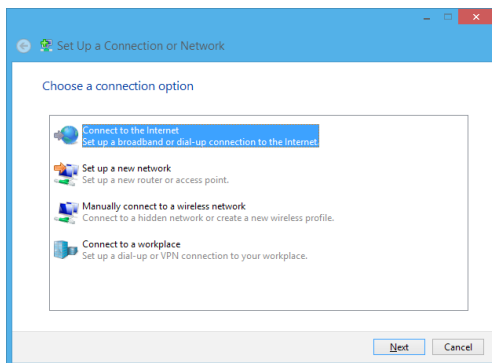 Set Up a Connection or Network
Choose a connection option
Connect to the Internet
Set up a broadband or dial-up connection to the Internet.
Set up a new network
Set up a new router or access point.
Manually connect to a wireless network
Connect to a hidden network or create a new wireless profile.
Connect to a workplace
Set up a dial-up or VPN connection to your workplace.
Next Cancel